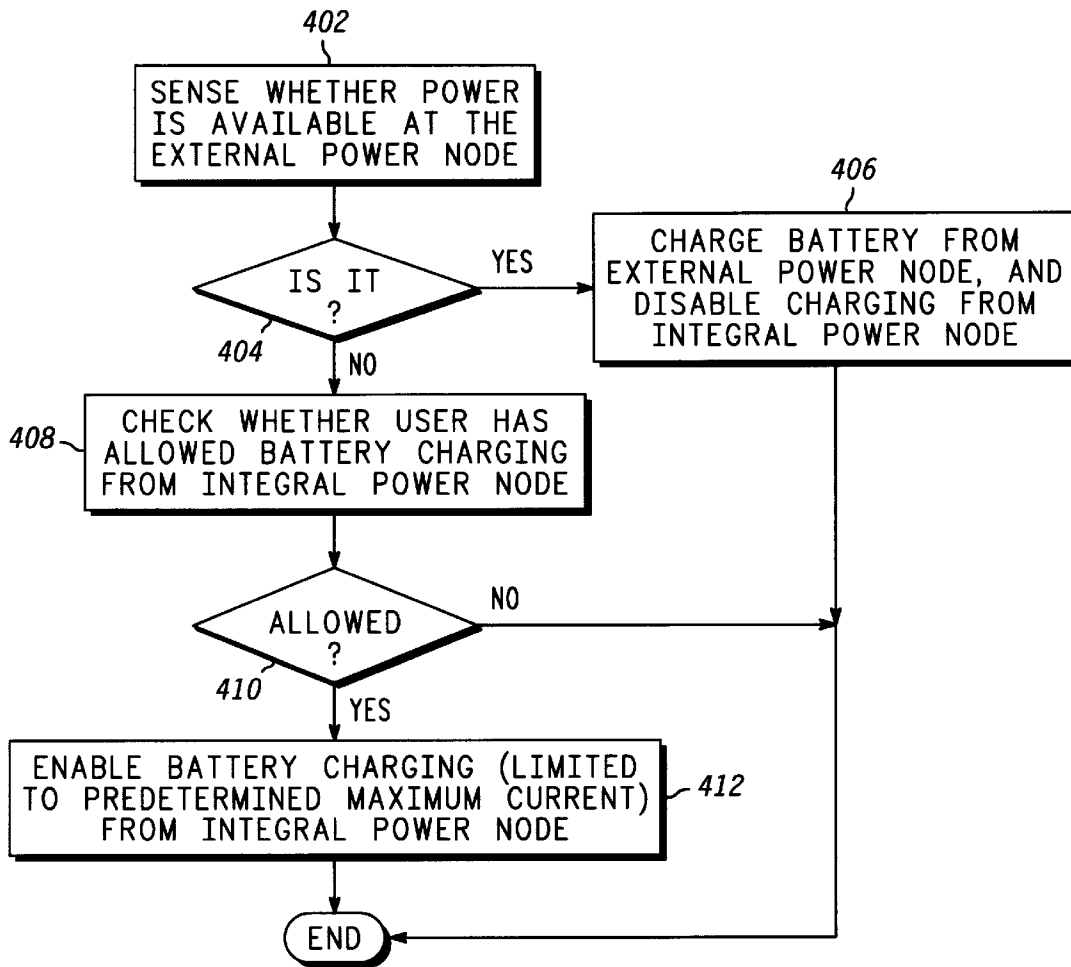 402
SENSE WHETHER POWER
IS AVAILABLE AT THE
EXTERNAL POWER NODE
IS IT
?
404
YES
NO
406
CHARGE BATTERY FROM
EXTERNAL POWER NODE, AND
DISABLE CHARGING FROM
INTEGRAL POWER NODE
408
CHECK WHETHER USER HAS
ALLOWED BATTERY CHARGING
FROM INTEGRAL POWER NODE
ALLOWED
?
410
NO
YES
ENABLE BATTERY CHARGING (LIMITED
TO PREDETERMINED MAXIMUM CURRENT)
FROM INTEGRAL POWER NODE
412
END